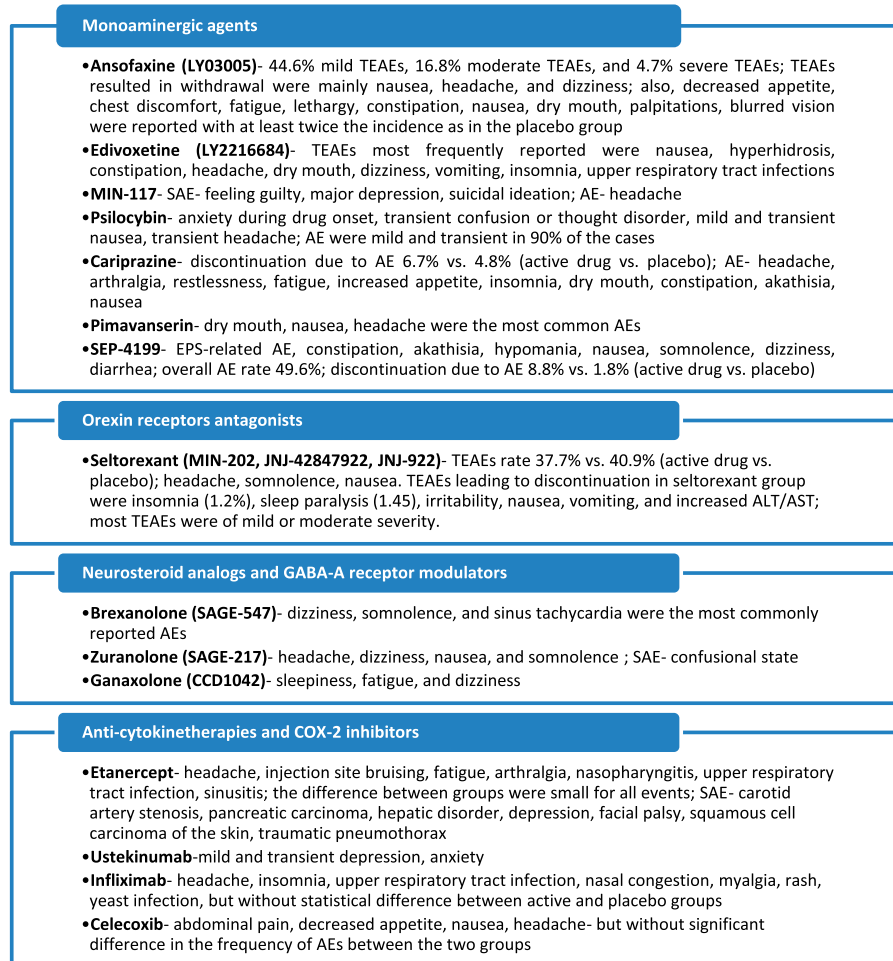 Monoaminergic agents
•Ansofaxine (LY03005)- 44.6% mild TEAEs, 16.8% moderate TEAEs, and 4.7% severe TEAEs; TEAEs
resulted in withdrawal were mainly nausea, headache, and dizziness; also, decreased appetite,
chest discomfort, fatigue, lethargy, constipation, nausea, dry mouth, palpitations, blurred vision
were reported with at least twice the incidence as in the placebo group
•Edivoxetine (LY2216684)- TEAEs most frequently reported were nausea, hyperhidrosis,
constipation, headache, dry mouth, dizziness, vomiting, insomnia, upper respiratory tract infections
•MIN-117- SAE- feeling guilty, major depression, suicidal ideation; AE- headache
•Psilocybin- anxiety during drug onset, transient confusion or thought disorder, mild and transient
nausea, transient headache; AE were mild and transient in 90% of the cases
•Cariprazine- discontinuation due to AE 6.7% vs. 4.8% (active drug vs. placebo); AE- headache,
arthralgia, restlessness, fatigue, increased appetite, insomnia, dry mouth, constipation, akathisia,
nausea
•Pimavanserin- dry mouth, nausea, headache were the most common AEs
•SEP-4199- EPS-related AE, constipation, akathisia, hypomania, nausea, somnolence, dizziness,
diarrhea; overall AE rate 49.6%; discontinuation due to AE 8.8% vs. 1.8% (active drug vs. placebo)
Orexin receptors antagonists
•Seltorexant (MIN-202, JNJ-42847922, JNJ-922)- TEAEs rate 37.7% vs. 40.9% (active drug vs.
placebo); headache, somnolence, nausea. TEAEs leading to discontinuation in seltorexant group
were insomnia (1.2%), sleep paralysis (1.45), irritability, nausea, vomiting, and increased ALT/AST;
most TEAEs were of mild or moderate severity.
Neurosteroid analogs and GABA-A receptor modulators
•Brexanolone (SAGE-547)- dizziness, somnolence, and sinus tachycardia were the most commonly
reported AEs
•Zuranolone (SAGE-217)- headache, dizziness, nausea, and somnolence ; SAE- confusional state
•Ganaxolone (CCD1042)- sleepiness, fatigue, and dizziness
Anti-cytokinetherapies and COX-2 inhibitors
•Etanercept- headache, injection site bruising, fatigue, arthralgia, nasopharyngitis, upper respiratory
tract infection, sinusitis; the difference between groups were small for all events; SAE- carotid
artery stenosis, pancreatic carcinoma, hepatic disorder, depression, facial palsy, squamous cell
carcinoma of the skin, traumatic pneumothorax
•Ustekinumab-mild and transient depression, anxiety
•Infliximab- headache, insomnia, upper respiratory tract infection, nasal congestion, myalgia, rash,
yeast infection, but without statistical difference between active and placebo groups
•Celecoxib- abdominal pain, decreased appetite, nausea, headache- but without significant
difference in the frequency of AEs between the two groups